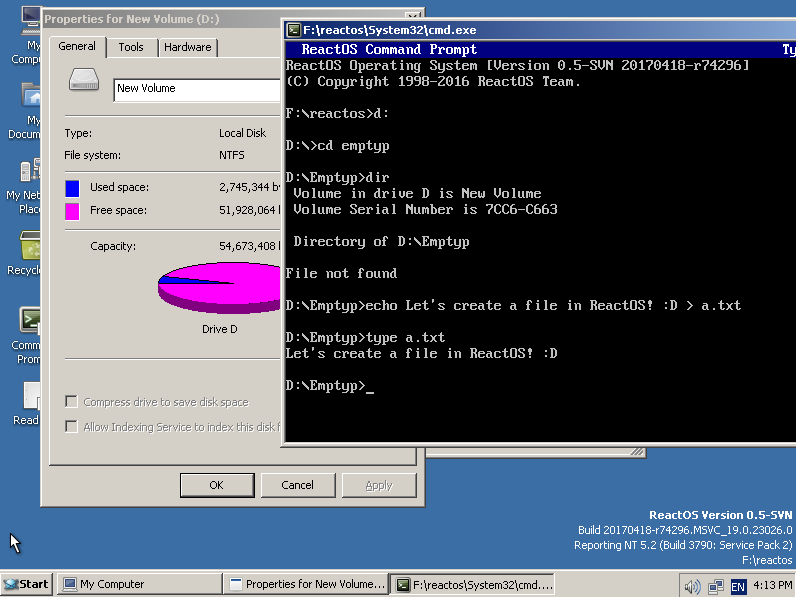 My
Comp
My
Docum
My Net
Place
Recycle
Comm
Prom
Read
Properties for New Volume (D:)
General
Tools
Hardware
New Volume
Type:
Local Disk
File system:
NTFS
Used space:
2,745,344 by
Free space:
51,928,064
Capacity:
54,673,408
Drive D
Compress drive to save disk space
Allow Indexing Service to index this disk f
OK
Cancel
Apply
F:\reactos\System32\cmd.exe
ReactOS Command Prompt
Ty
ReactOS Operating System [Version 0.5-SVN 20170418-r74296]
(C) Copyright 1998-2016 ReactOS Team.
F:\reactos>d:
D:\>cd emptyp
D:\Emptyp>dir
Volume in drive D is New Volume
Volume Serial Number is 7CC6-C663
Directory of D:\Emptyp
File not found
D:\Emptyp>echo Let's create a file in ReactOS! :D > a.txt
D:\Emptyp>type a.txt
Let's create a file in ReactOS! :D
D:\Emptyp>_
ReactOS Version 0.5-SVN
Build 20170418-r74296.MSVC_19.0.23026.0
Reporting NT 5.2 (Build 3790: Service Pack 2)
F:\reactos
Start
My Computer
Properties for New Volume...
F:\reactos\System32\cmd....
EN
4:13 PM